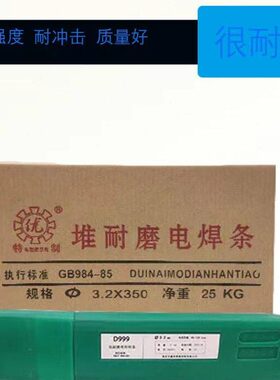 强度 耐冲击 质量好
很耐
优
特制
堆耐磨电焊条
执行标准 GB984-85 DUINAIMODIANHANTIAO
规格 Φ 3.2X350 净重 25 KG
D999